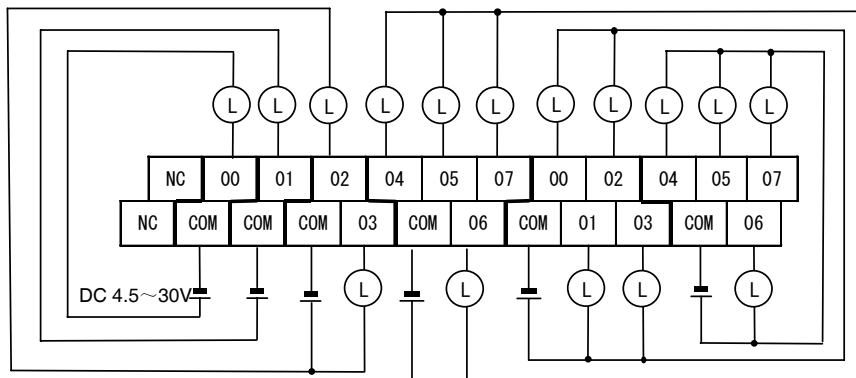 L L L L L L L L L L L
NC 00 01 02 04 05 07 00 02 04 05 07
NC COM COM COM 03 COM 06 COM 01 03 COM 06
DC 4.5～30V L L L L L